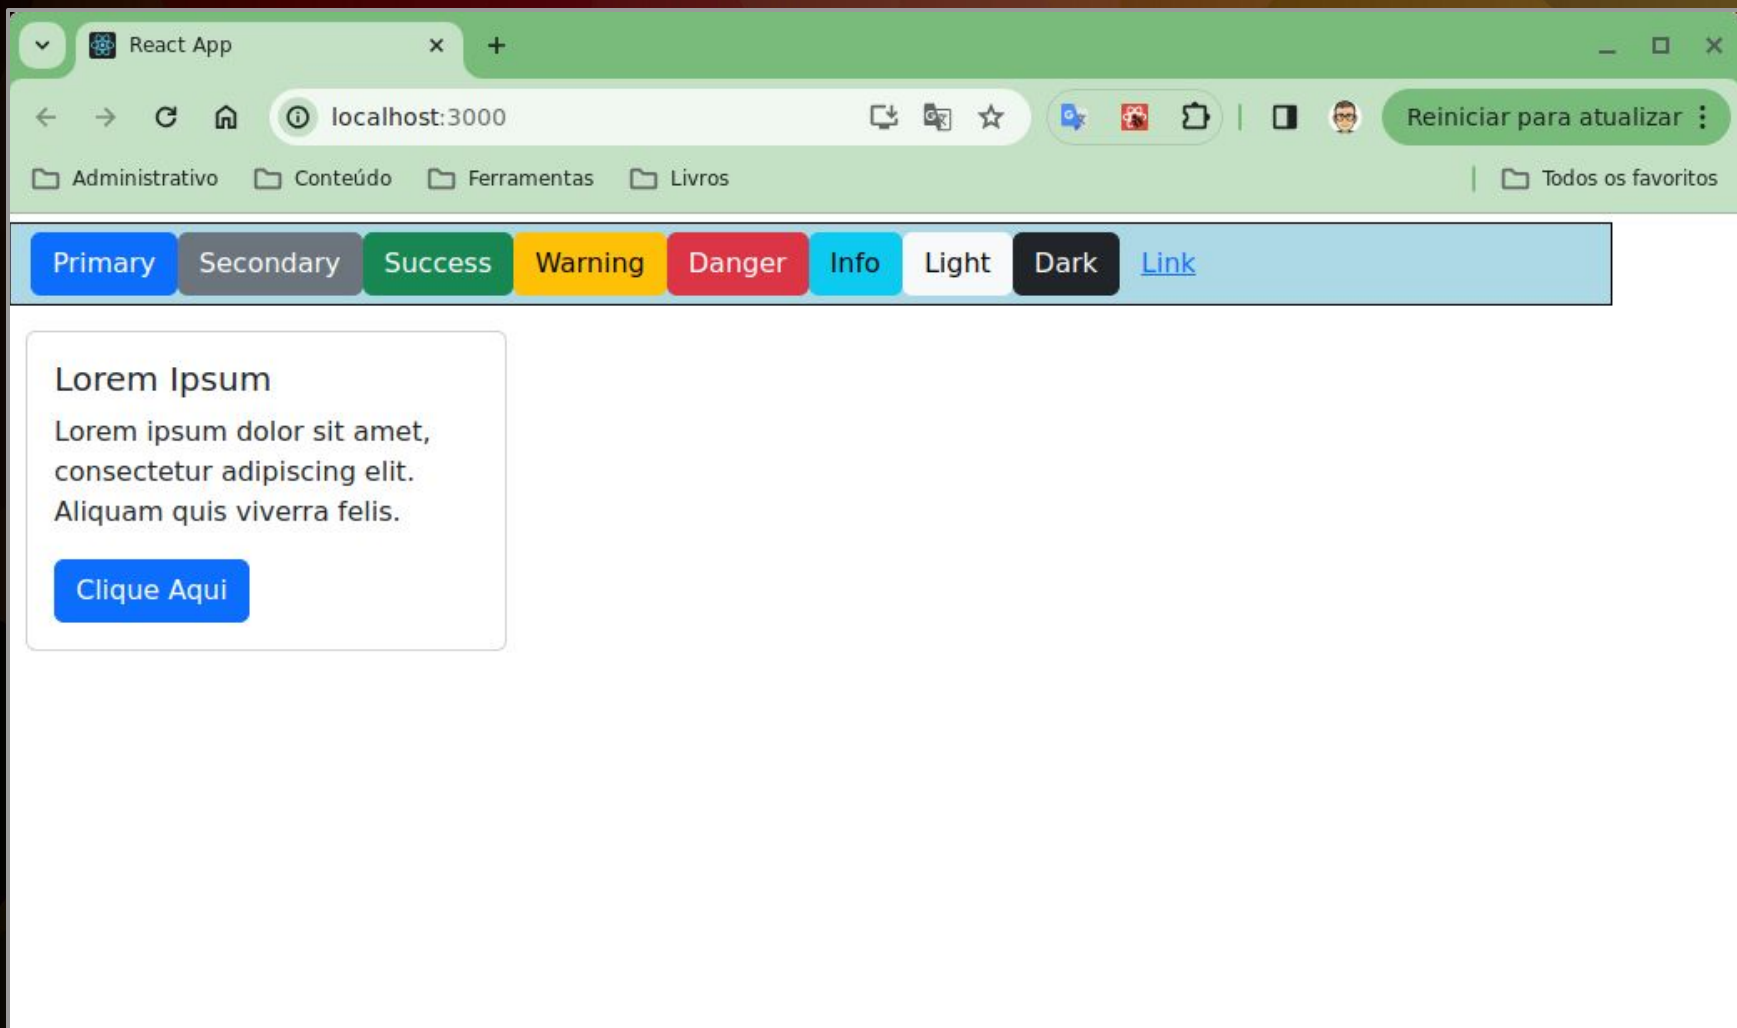 React App
localhost:3000
Reiniciar para atualizar
Administrativo Conteúdo Ferramentas Livros Todos os favoritos
Primary Secondary Success Warning Danger Info Light Dark Link
Lorem Ipsum
Lorem ipsum dolor sit amet,
consectetur adipiscing elit.
Aliquam quis viverra felis.
Clique Aqui